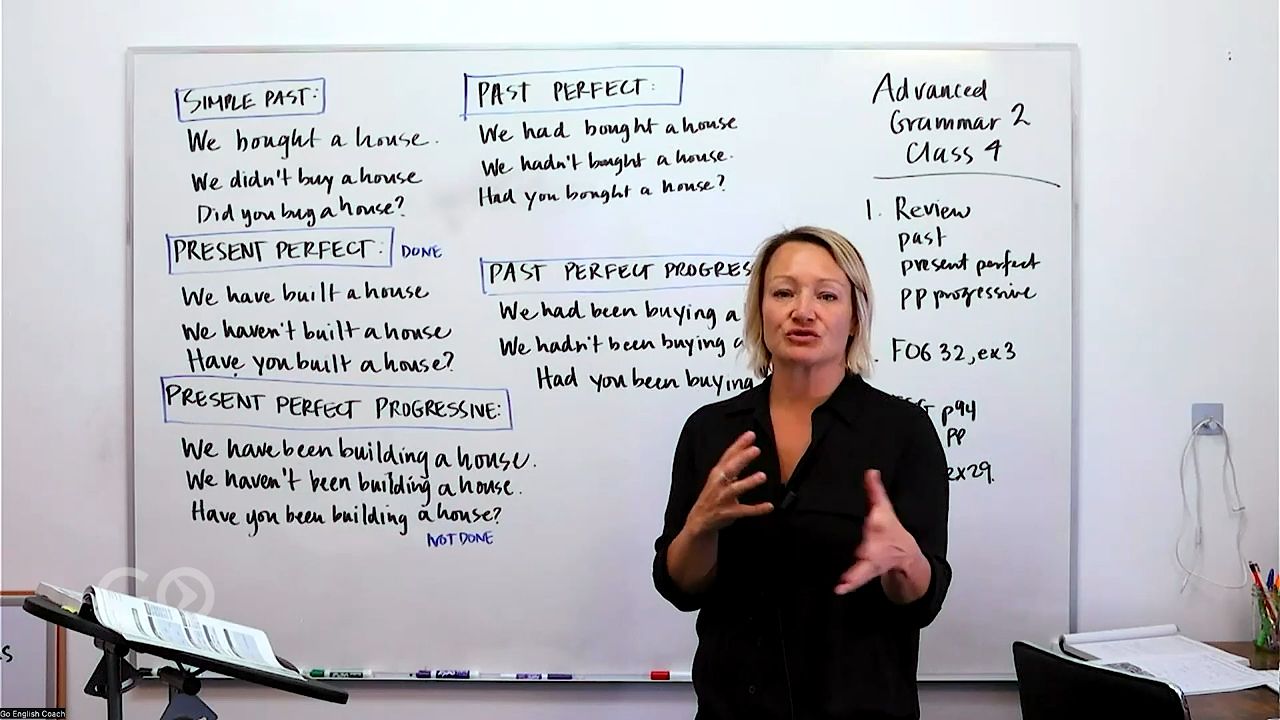 SIMPLE PAST:
We bought a house.
We didn't buy a house
Did you buy a house?
PRESENT PERFECT: DONE
We have built a house
We haven't built a house
Have you built a house?
PRESENT PERFECT PROGRESSIVE:
We have been building a house.
We haven't been building a house.
Have you been building a house?
NOT DONE
PAST PERFECT:
We had bought a house
We hadn't bought a house.
Had you bought a house?
PAST PERFECT PROGRES
We had been buying a
We hadn't been buying a
Had you been buying
Advanced
Grammar 2
Class 4
1. Review
past
present perfect
PP progressive
FOG 32, ex 3
p94
PP
ex29.
GO
Go English Coach